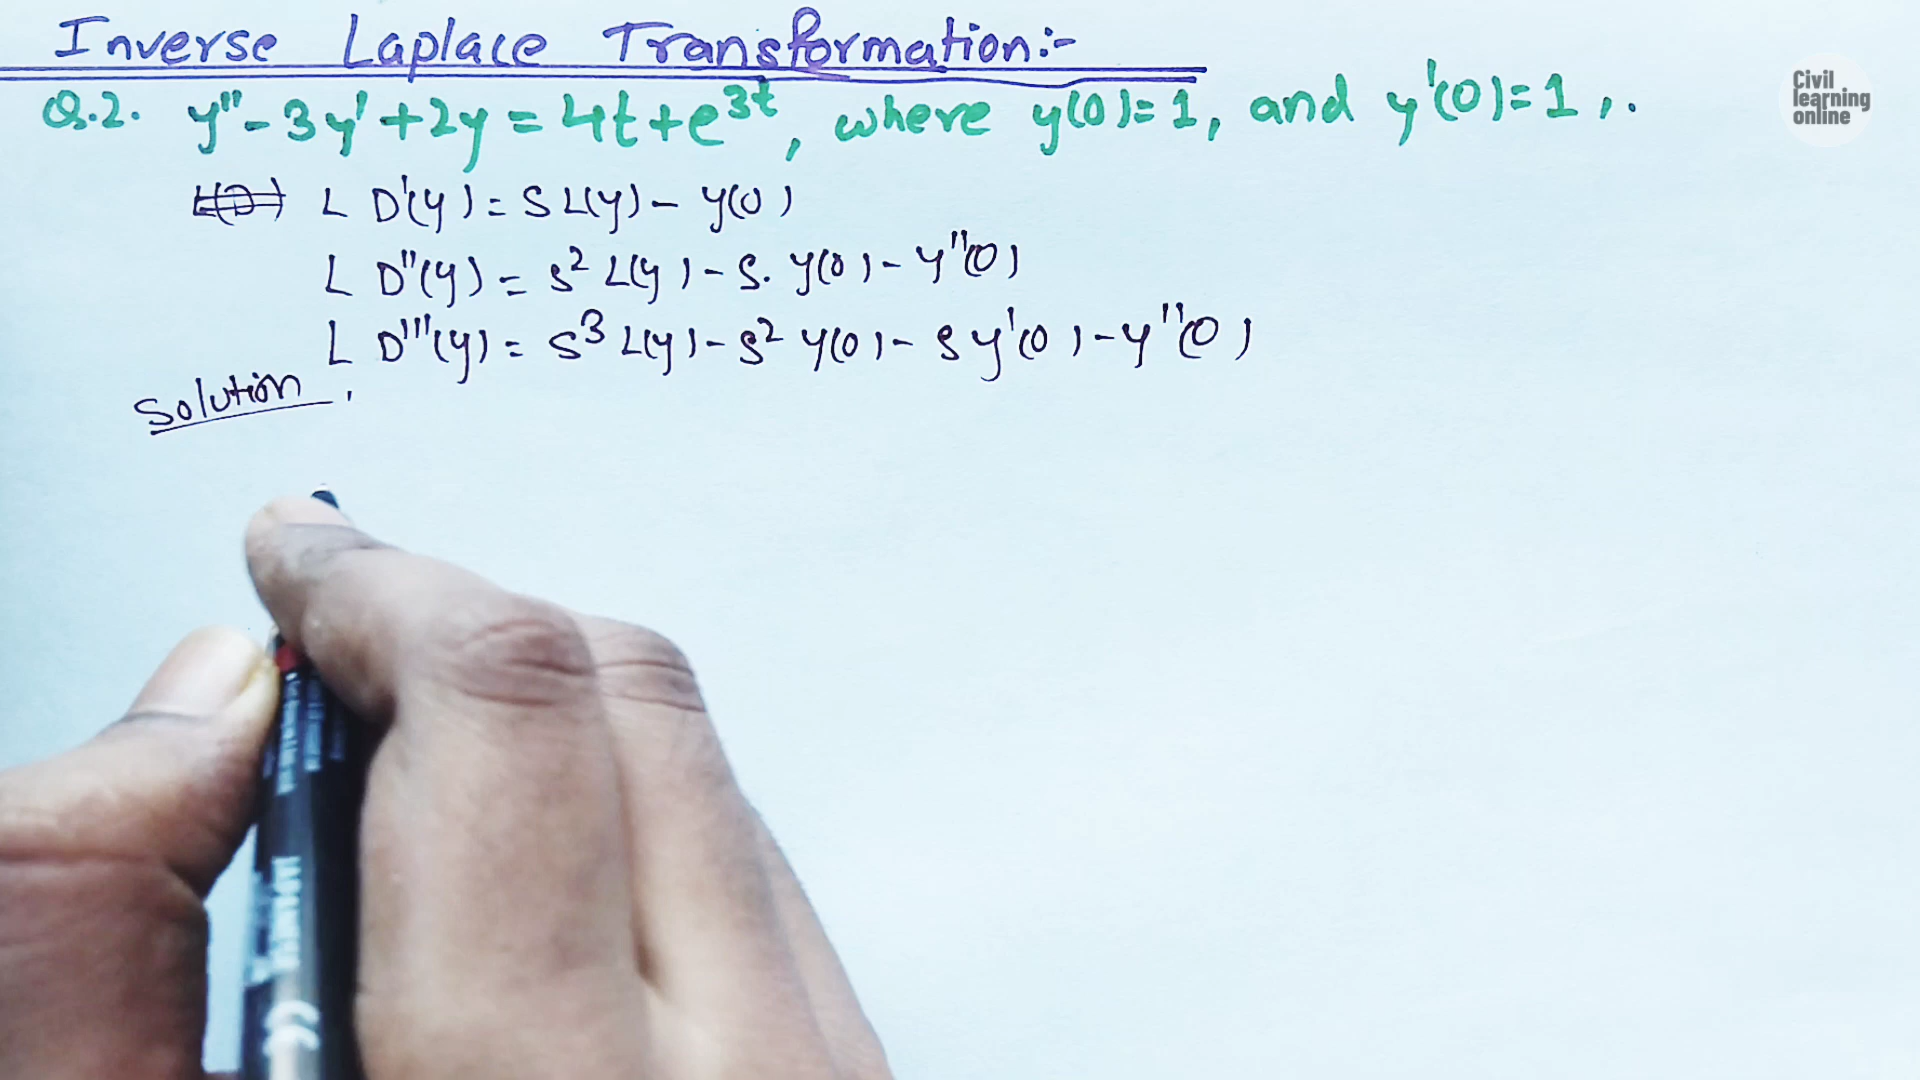 Inverse Laplace Transformation:-
Q.2. y"-3y'+2y=4t+e^3t, where y(0)=1, and y'(0)=1,.
Civil
learning
online
L D'(y)=S L(y)- y(0)
L D"(y)= s² L(y)-S. y(0)-y"(0)
L D'''(y)= S³ L(y)-s² y(0)- s y'(0)-y"(0)
Solution,